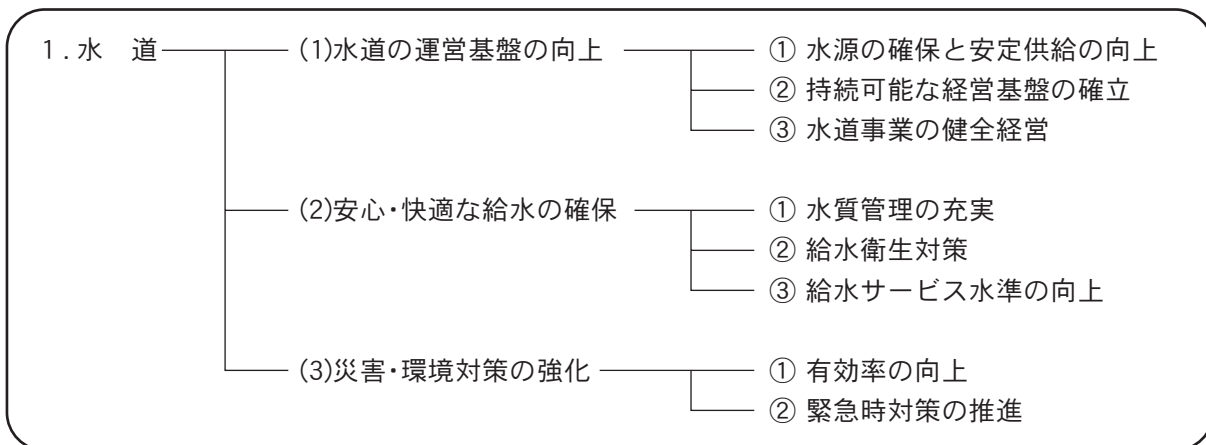 1.水　道
(1)水道の運営基盤の向上
① 水源の確保と安定供給の向上
② 持続可能な経営基盤の確立
③ 水道事業の健全経営
(2)安心・快適な給水の確保
① 水質管理の充実
② 給水衛生対策
③ 給水サービス水準の向上
(3)災害・環境対策の強化
① 有効率の向上
② 緊急時対策の推進